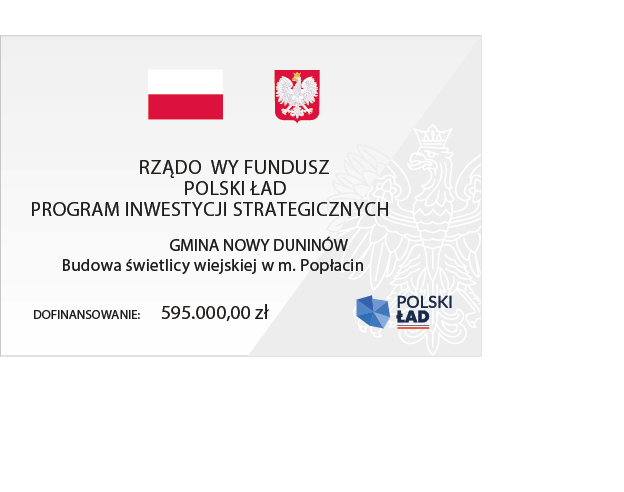 RZĄDO WY FUNDUSZ
POLSKI ŁAD
PROGRAM INWESTYCJI STRATEGICZNYCH
GMINA NOWY DUNINÓW
Budowa świetlicy wiejskiej w m. Popłacin
DOFINANSOWANIE: 595.000,00 zł
POLSKI
ŁAD